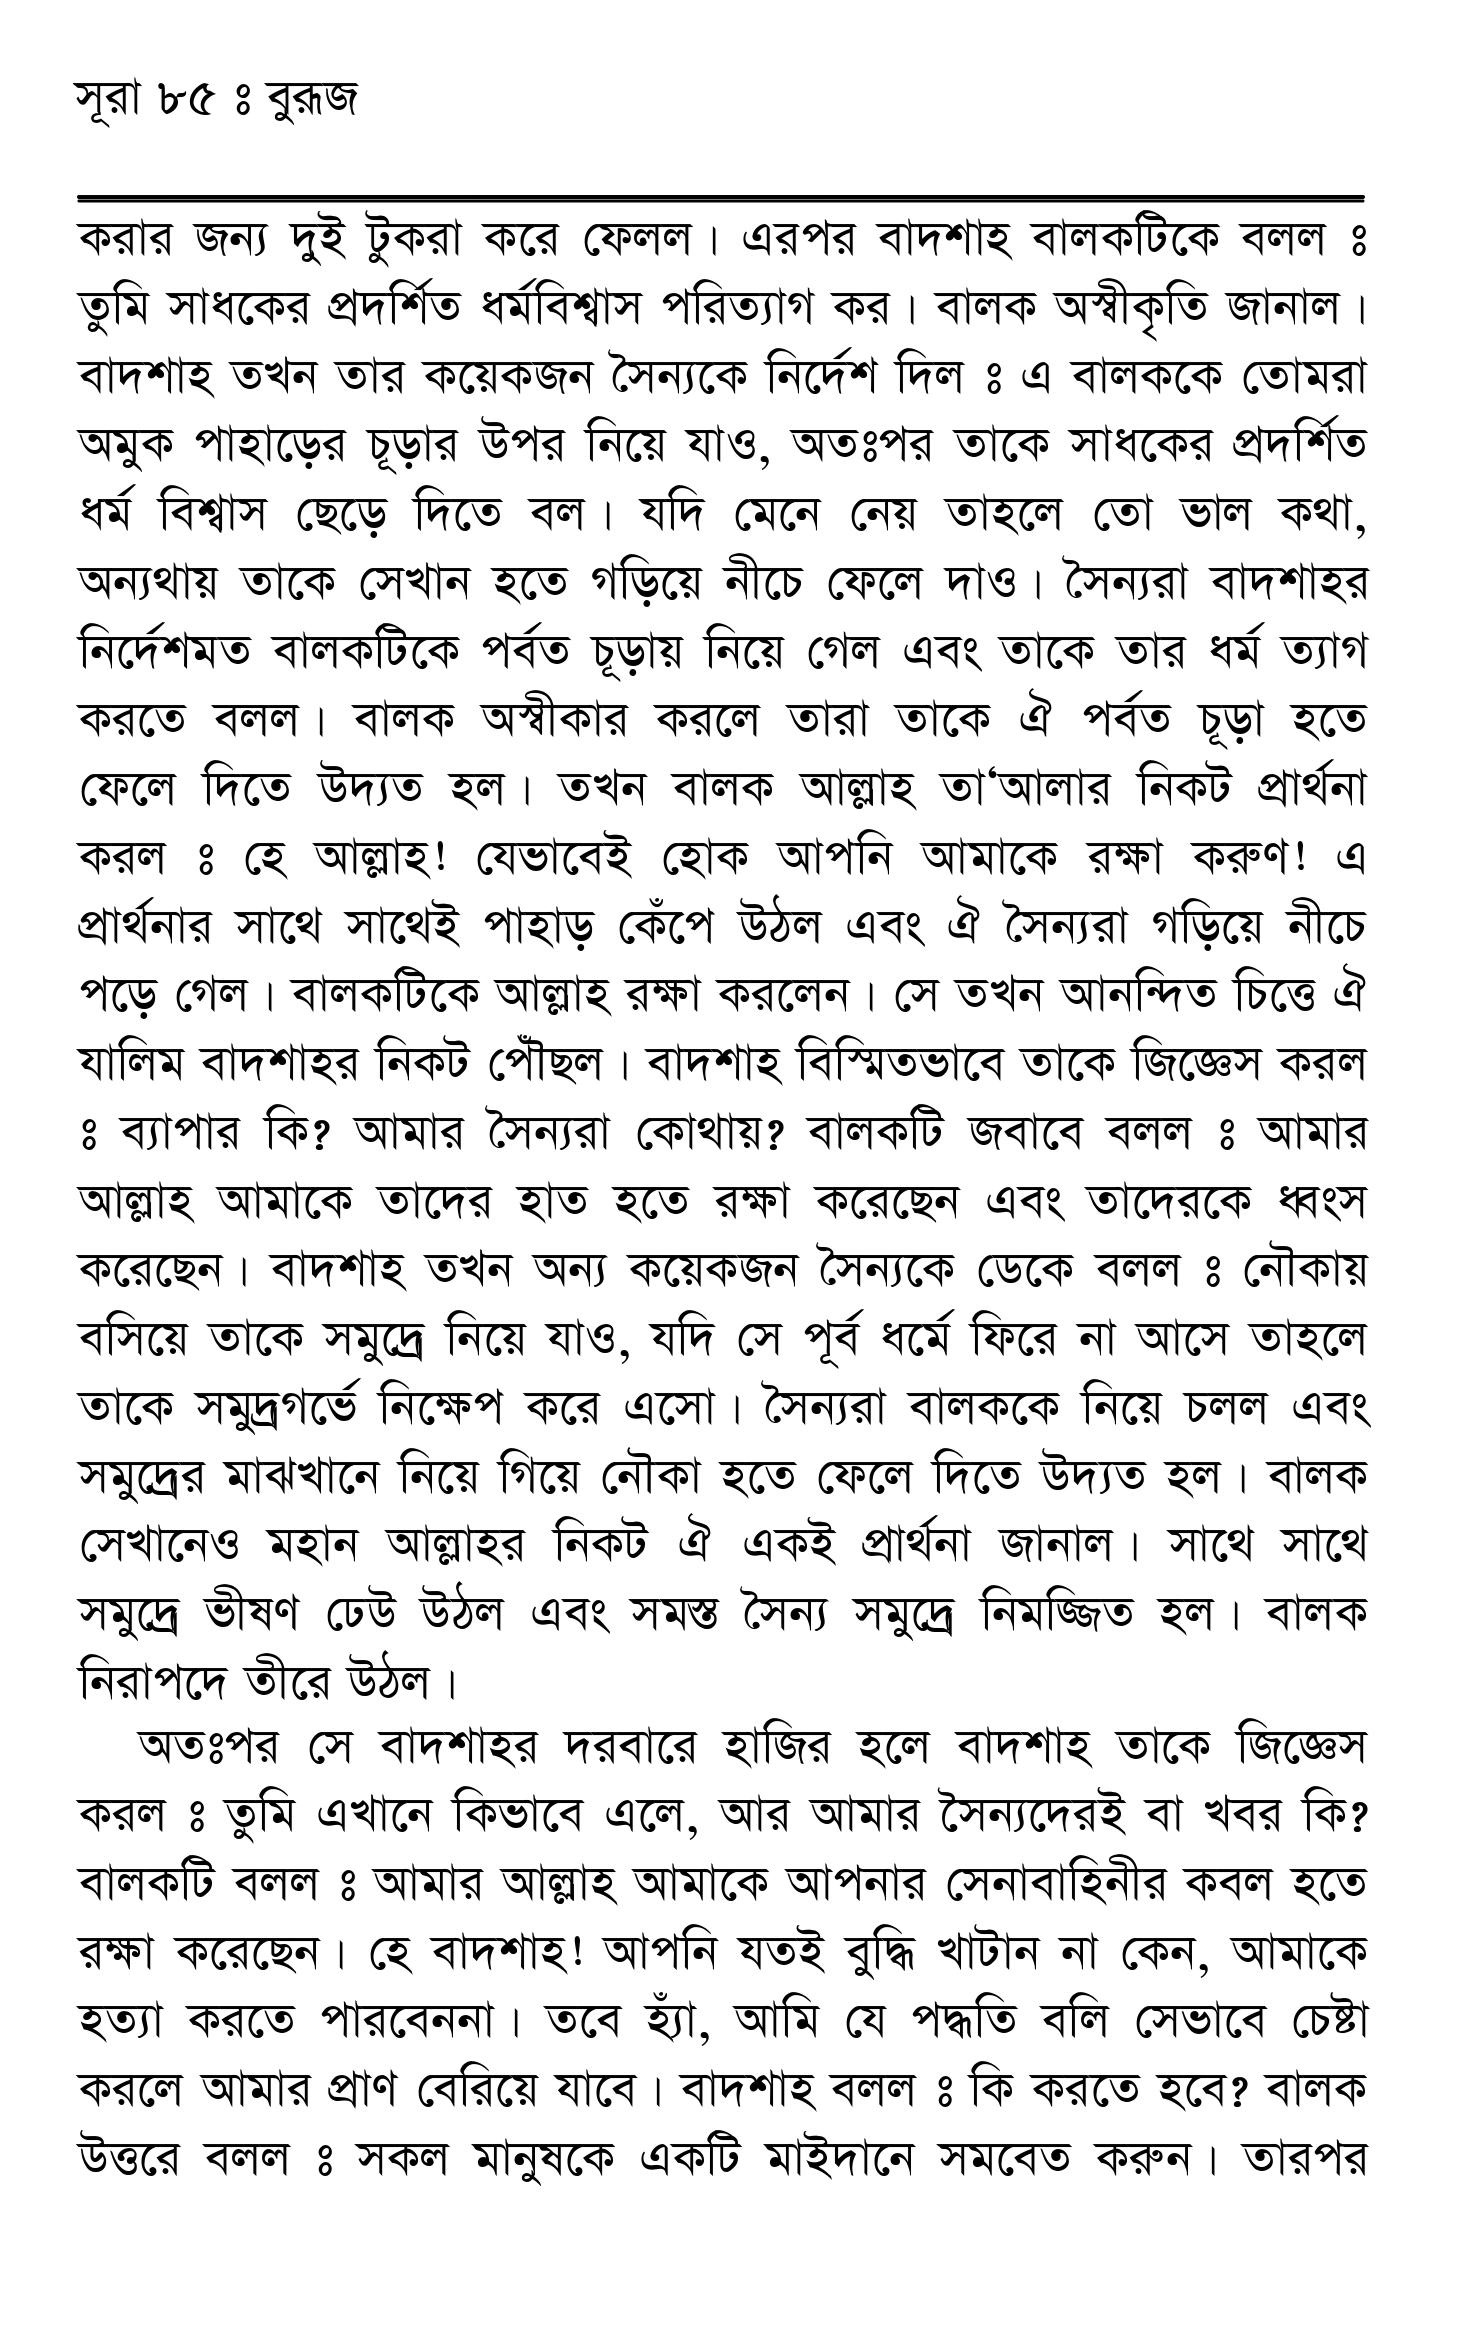 সূরা ৮৫ ঃ বুরূজ
করার জন্য দুই টুকরা করে ফেলল। এরপর বাদশাহ বালকটিকে বলল ঃ
তুমি সাধকের প্রদর্শিত ধর্মবিশ্বাস পরিত্যাগ কর। বালক অস্বীকৃতি জানাল।
বাদশাহ তখন তার কয়েকজন সৈন্যকে নির্দেশ দিল ঃ এ বালককে তোমরা
অমুক পাহাড়ের চূড়ার উপর নিয়ে যাও, অতঃপর তাকে সাধকের প্রদর্শিত
ধর্ম বিশ্বাস ছেড়ে দিতে বল। যদি মেনে নেয় তাহলে তো ভাল কথা,
অন্যথায় তাকে সেখান হতে গড়িয়ে নীচে ফেলে দাও। সৈন্যরা বাদশাহর
নির্দেশমত বালকটিকে পর্বত চূড়ায় নিয়ে গেল এবং তাকে তার ধর্ম ত্যাগ
করতে বলল। বালক অস্বীকার করলে তারা তাকে ঐ পর্বত চূড়া হতে
ফেলে দিতে উদ্যত হল। তখন বালক আল্লাহ তা‘আলার নিকট প্রার্থনা
করল ঃ হে আল্লাহ! যেভাবেই হোক আপনি আমাকে রক্ষা করুণ! এ
প্রার্থনার সাথে সাথেই পাহাড় কেঁপে উঠল এবং ঐ সৈন্যরা গড়িয়ে নীচে
পড়ে গেল। বালকটিকে আল্লাহ রক্ষা করলেন। সে তখন আনন্দিত চিত্তে ঐ
যালিম বাদশাহর নিকট পৌঁছল। বাদশাহ বিস্মিতভাবে তাকে জিজ্ঞেস করল
ঃ ব্যাপার কি? আমার সৈন্যরা কোথায়? বালকটি জবাবে বলল ঃ আমার
আল্লাহ আমাকে তাদের হাত হতে রক্ষা করেছেন এবং তাদেরকে ধ্বংস
করেছেন। বাদশাহ তখন অন্য কয়েকজন সৈন্যকে ডেকে বলল ঃ নৌকায়
বসিয়ে তাকে সমুদ্রে নিয়ে যাও, যদি সে পূর্ব ধর্মে ফিরে না আসে তাহলে
তাকে সমুদ্রগর্ভে নিক্ষেপ করে এসো। সৈন্যরা বালককে নিয়ে চলল এবং
সমুদ্রের মাঝখানে নিয়ে গিয়ে নৌকা হতে ফেলে দিতে উদ্যত হল। বালক
সেখানেও মহান আল্লাহর নিকট ঐ একই প্রার্থনা জানাল। সাথে সাথে
সমুদ্রে ভীষণ ঢেউ উঠল এবং সমস্ত সৈন্য সমুদ্রে নিমজ্জিত হল। বালক
নিরাপদে তীরে উঠল।
অতঃপর সে বাদশাহর দরবারে হাজির হলে বাদশাহ তাকে জিজ্ঞেস
করল ঃ তুমি এখানে কিভাবে এলে, আর আমার সৈন্যদেরই বা খবর কি?
বালকটি বলল ঃ আমার আল্লাহ আমাকে আপনার সেনাবাহিনীর কবল হতে
রক্ষা করেছেন। হে বাদশাহ! আপনি যতই বুদ্ধি খাটান না কেন, আমাকে
হত্যা করতে পারবেননা। তবে হ্যাঁ, আমি যে পদ্ধতি বলি সেভাবে চেষ্টা
করলে আমার প্রাণ বেরিয়ে যাবে। বাদশাহ বলল ঃ কি করতে হবে? বালক
উত্তরে বলল ঃ সকল মানুষকে একটি মাইদানে সমবেত করুন। তারপর